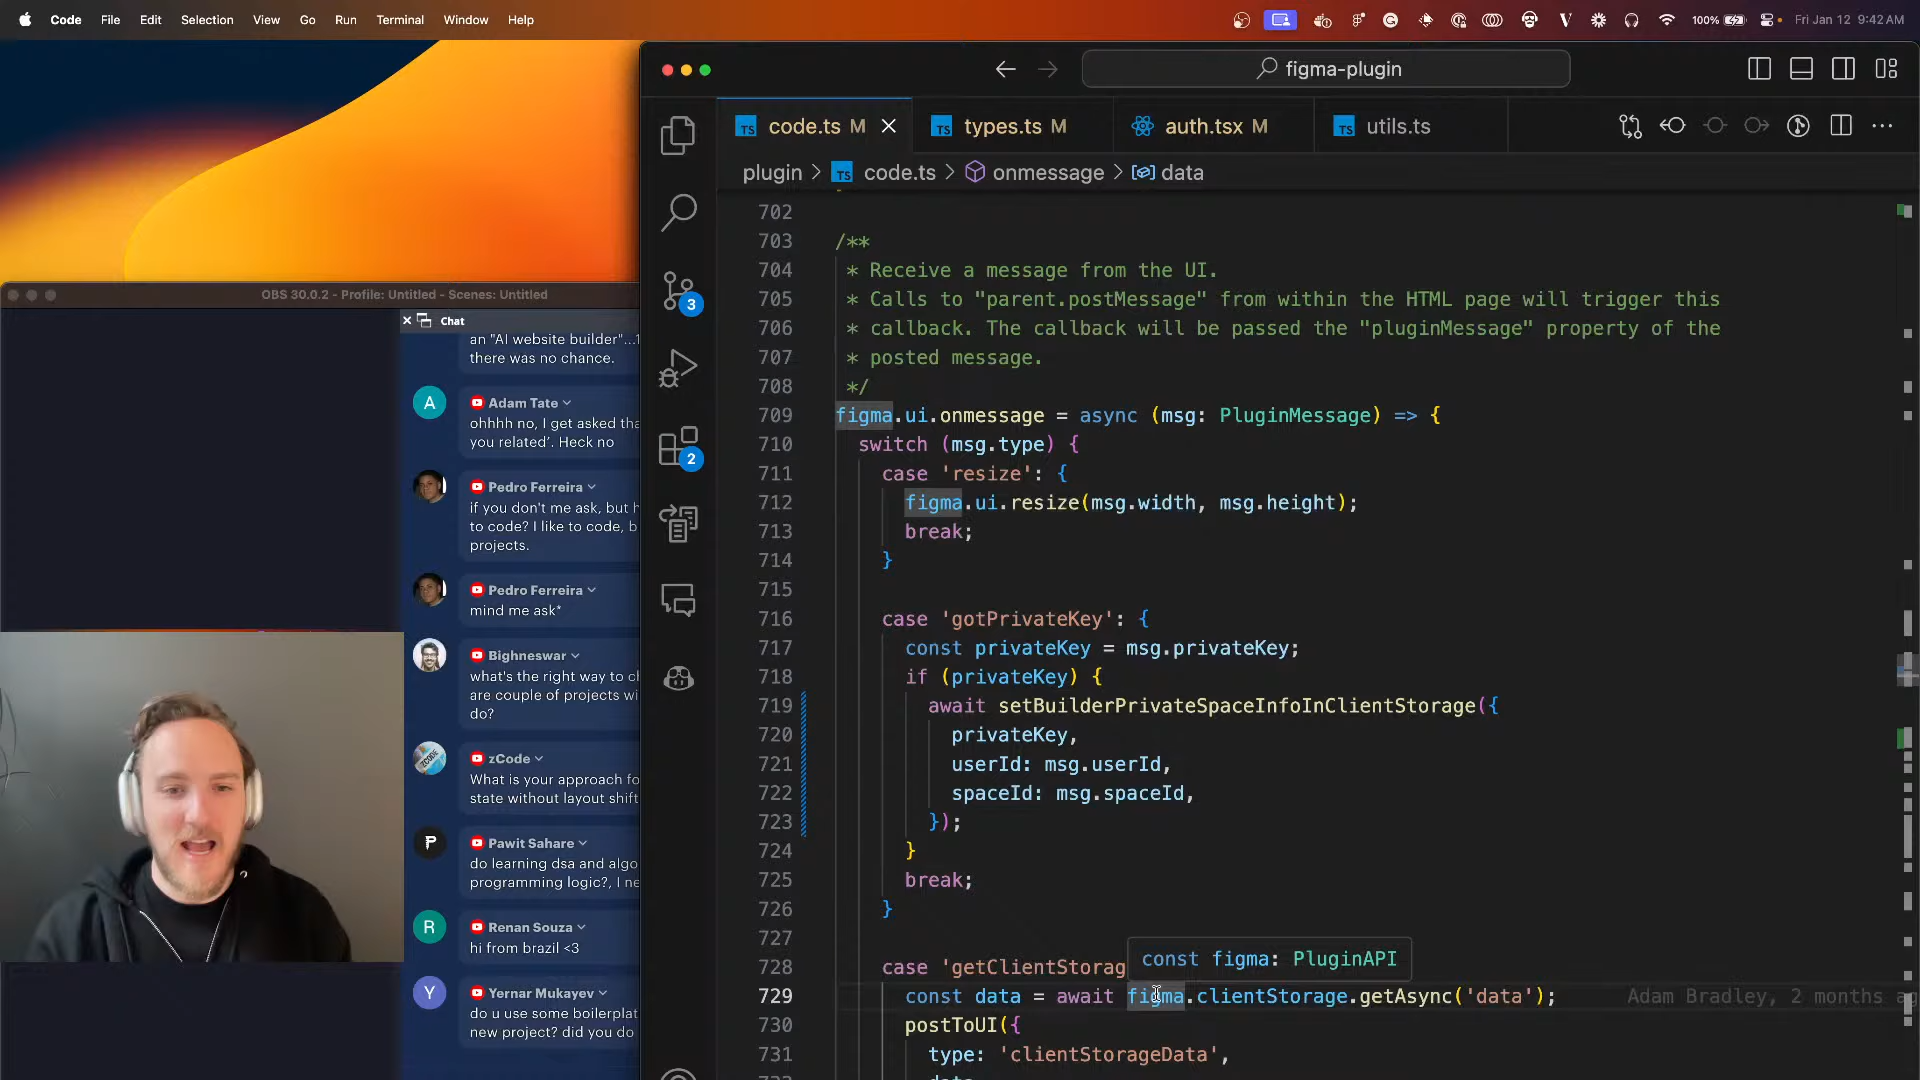 Code File Edit Selection View Go Run Terminal Window Help
100% Fri Jan 12 9:42 AM
OBS 30.0.2 - Profile: Untitled - Scenes: Untitled
Chat
an "AI website builder"...
there was no chance.
A
Adam Tate
ohhhh no, I get asked tha
you related'. Heck no
Pedro Ferreira
if you don't me ask, but h
to code? I like to code, b
projects.
Pedro Ferreira
mind me ask*
Bighneswar
what's the right way to c
are couple of projects wi
do?
ZCODE
zCode
What is your approach fo
state without layout shift
P
Pawit Sahare
do learning dsa and algo
programming logic?, I ne
R
Renan Souza
hi from brazil <3
Y
Yernar Mukayev
do u use some boilerplat
new project? did you do
figma-plugin
TS code.ts M
TS types.ts M
auth.tsx M
TS utils.ts
plugin > TS code.ts > onmessage > data
3
2
702
703 /**
704 * Receive a message from the UI.
705 * Calls to "parent.postMessage" from within the HTML page will trigger this
706 * callback. The callback will be passed the "pluginMessage" property of the
707 * posted message.
708 */
709 figma.ui.onmessage = async (msg: PluginMessage) => {
710 switch (msg.type) {
711 case 'resize': {
712 figma.ui.resize(msg.width, msg.height);
713 break;
714 }
715
716 case 'gotPrivateKey': {
717 const privateKey = msg.privateKey;
718 if (privateKey) {
719 await setBuilderPrivateSpaceInfoInClientStorage({
720 privateKey,
721 userId: msg.userId,
722 spaceId: msg.spaceId,
723 });
724 }
725 break;
726 }
727
const figma: PluginAPI
728 case 'getClientStorag
729 const data = await figma.clientStorage.getAsync('data'); Adam Bradley, 2 months ag
730 postToUI({
731 type: 'clientStorageData',